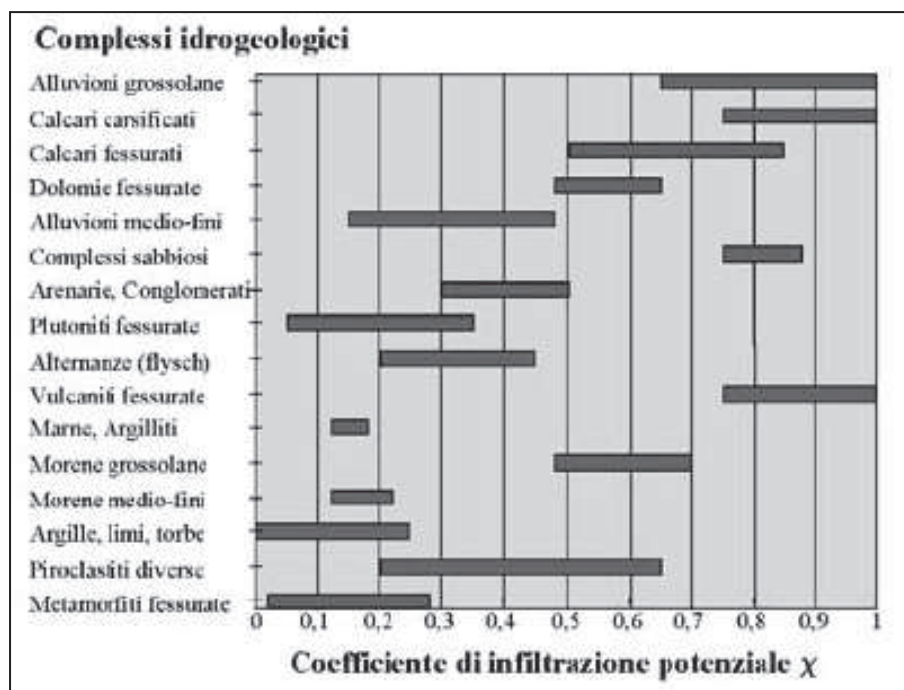 Complessi idrogeologici
Alluvioni grossolane
Calcari carsificati
Calcari fessurati
Dolomie fessurate
Alluvioni medio-fini
Complessi sabbiosi
Arenarie, Conglomerati
Plutoniti fessurate
Alternanze (flysch)
Vulcaniti fessurate
Marne, Argilliti
Morene grossolane
Morene medio-fini
Argille, limi, torbe
Piroclastiti diverse
Metamorfiti fessurate
0 0,1 0,2 0,3 0,4 0,5 0,6 0,7 0,8 0,9 1
Coefficiente di infiltrazione potenziale χ